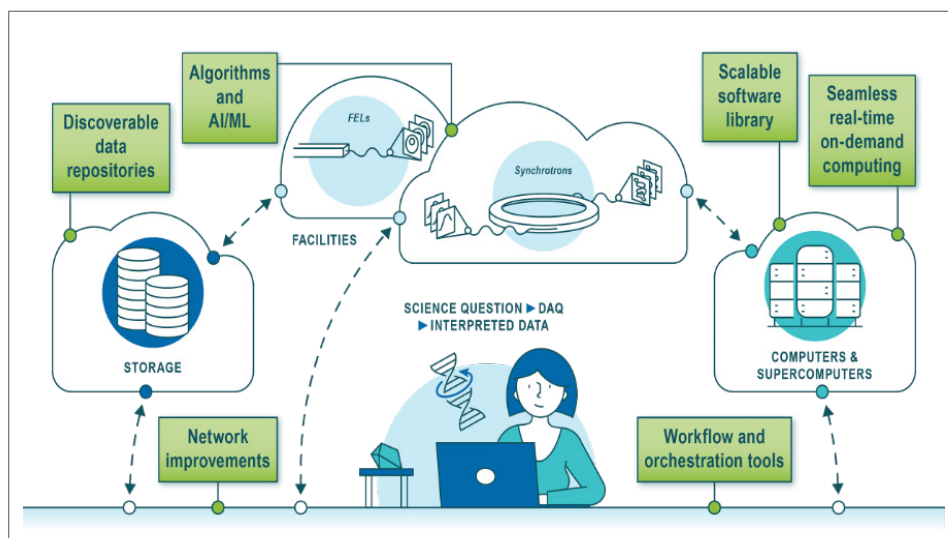 Algorithms
and
AI/ML
Discoverable
data
repositories
FELs
Synchrotrons
Scalable
software
library
Seamless
real-time
on-demand
computing
FACILITIES
SCIENCE QUESTION ▶ DAQ
▶ INTERPRETED DATA
STORAGE
COMPUTERS &
SUPERCOMPUTERS
Network
improvements
Workflow and
orchestration tools